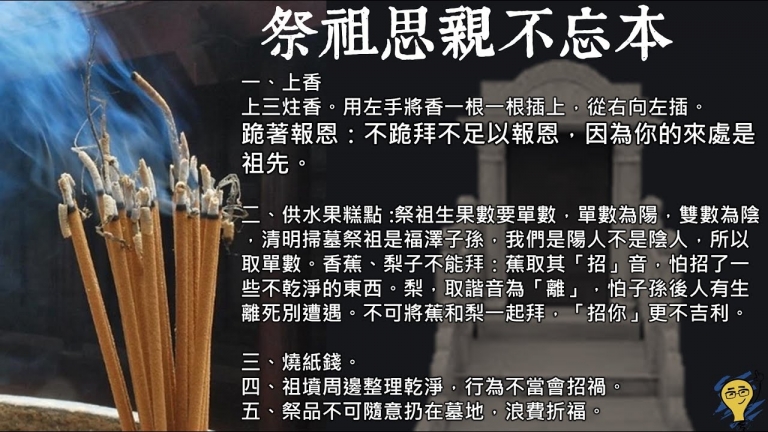 祭祖思親不忘本
一、上香
上三炷香。用左手將香一根一根插上，從右向左插。
跪著報恩：不跪拜不足以報恩，因為你的來處是
祖先。
二、供水果糕點 :祭祖生果數要單數，單數為陽，雙數為陰
，清明掃墓祭祖是福澤子孫，我們是陽人不是陰人，所以
取單數。香蕉、梨子不能拜：蕉取其「招」音，怕招了一
些不乾淨的東西。梨，取諧音為「離」，怕子孫後人有生
離死別遭遇。不可將蕉和梨一起拜，「招你」更不吉利。
三、燒紙錢。
四、祖墳周邊整理乾淨，行為不當會招禍。
五、祭品不可隨意扔在墓地，浪費折福。